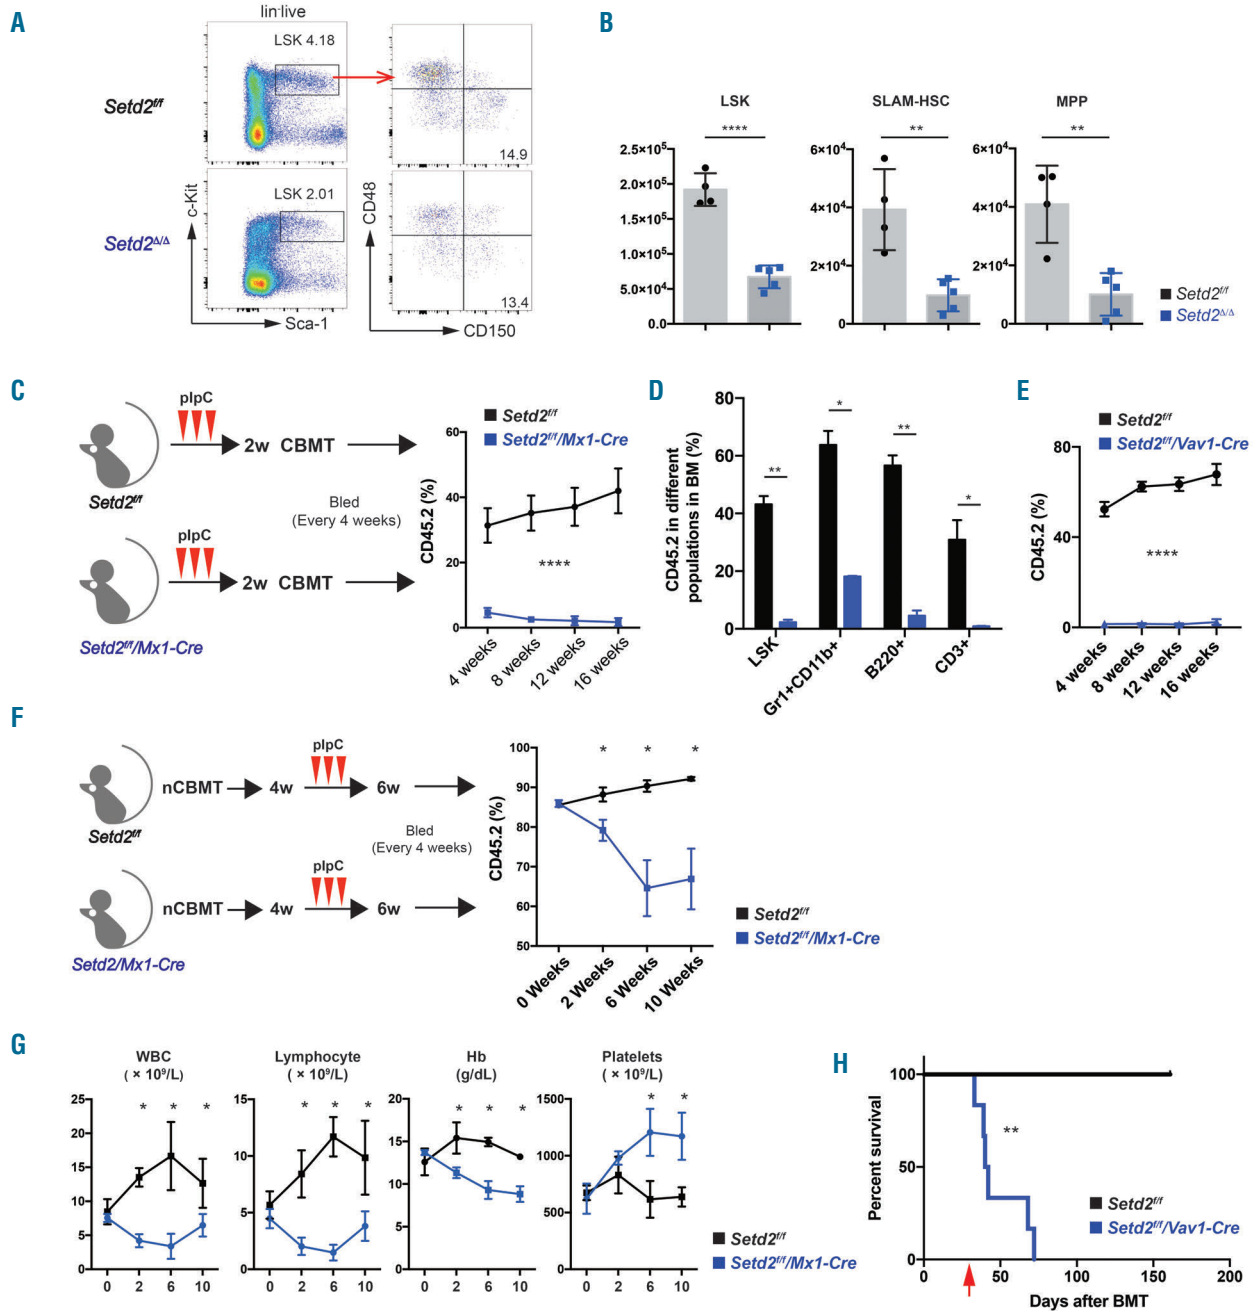 A
lin-live
LSK 4.18
14.9
Setd2f/f
LSK 2.01
13.4
Setd2Δ/Δ
c-Kit
CD48
Sca-1
CD150
B
LSK
SLAM-HSC
MPP
****
**
**
2.5×10⁵
2.0×10⁵
1.5×10⁵
1.0×10⁵
5.0×10⁴
0.0
6×10⁴
4×10⁴
2×10⁴
0
6×10⁴
4×10⁴
2×10⁴
0
Setd2f/f
Setd2Δ/Δ
C
pIpC
2w CBMT
Setd2f/f
Bled
(Every 4 weeks)
pIpC
2w CBMT
Setd2f/f/Mx1-Cre
Setd2f/f
Setd2f/f/Mx1-Cre
CD45.2 (%)
60
40
20
0
****
4 weeks
8 weeks
12 weeks
16 weeks
D
CD45.2 in different
populations in BM (%)
80
60
40
20
0
**
*
**
*
LSK
Gr1+CD11b+
B220+
CD3+
E
Setd2f/f
Setd2f/f/Vav1-Cre
CD45.2 (%)
80
40
0
****
4 weeks
8 weeks
12 weeks
16 weeks
F
pIpC
nCBMT
4w
6w
Setd2f/f
Bled
(Every 4 weeks)
pIpC
nCBMT
4w
6w
Setd2/Mx1-Cre
CD45.2 (%)
100
90
80
70
60
50
*
*
*
0 Weeks
2 Weeks
6 Weeks
10 Weeks
Setd2f/f
Setd2f/f/Mx1-Cre
G
WBC
( × 10⁹/L)
25
20
15
10
5
0
* * *
0 2 6 10
Lymphocyte
( × 10⁹/L)
15
10
5
0
* * *
0 2 6 10
Hb
(g/dL)
20
15
10
5
0
* * *
0 2 6 10
Platelets
( × 10⁹/L)
1500
1000
500
0
* *
0 2 6 10
Setd2f/f
Setd2f/f/Mx1-Cre
H
Percent survival
100
50
0
**
Setd2f/f
Setd2f/f/Vav1-Cre
0 50 100 150 200
Days after BMT